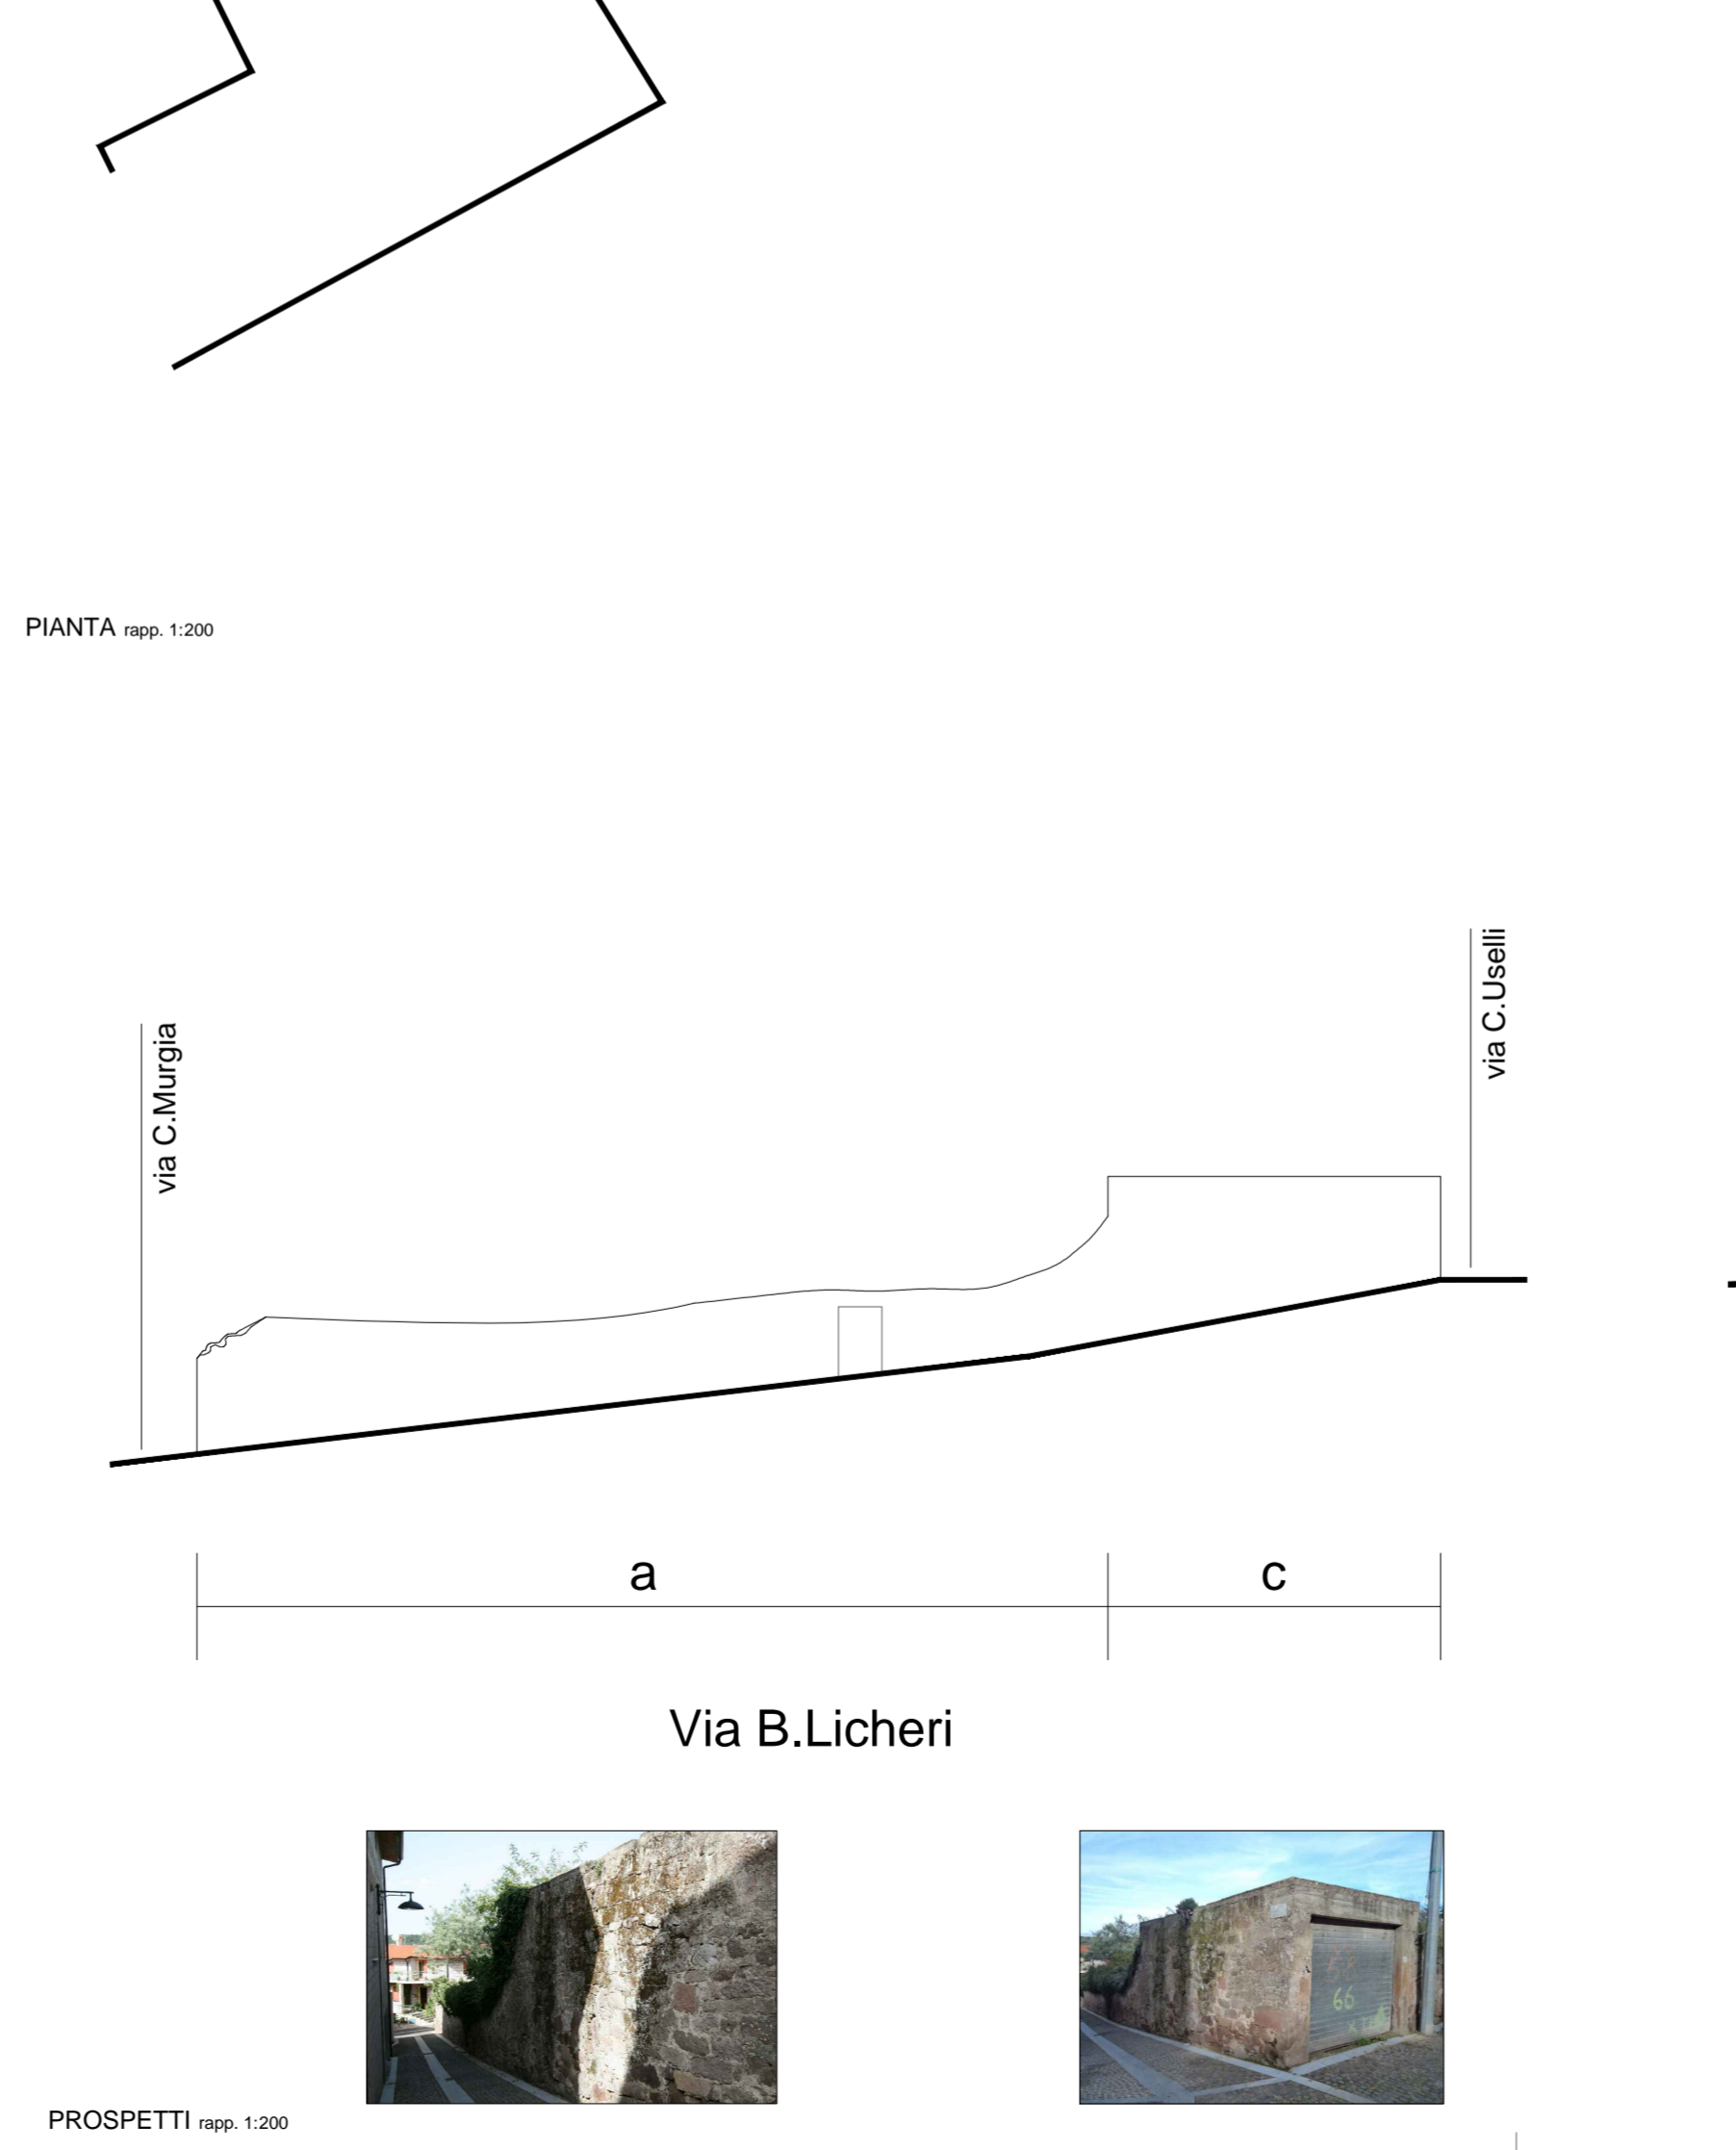 PIANTA rapp. 1:200
via C.Murgia
via C.Uselli
a
c
Via B.Licheri
66
PROSPETTI rapp. 1:200